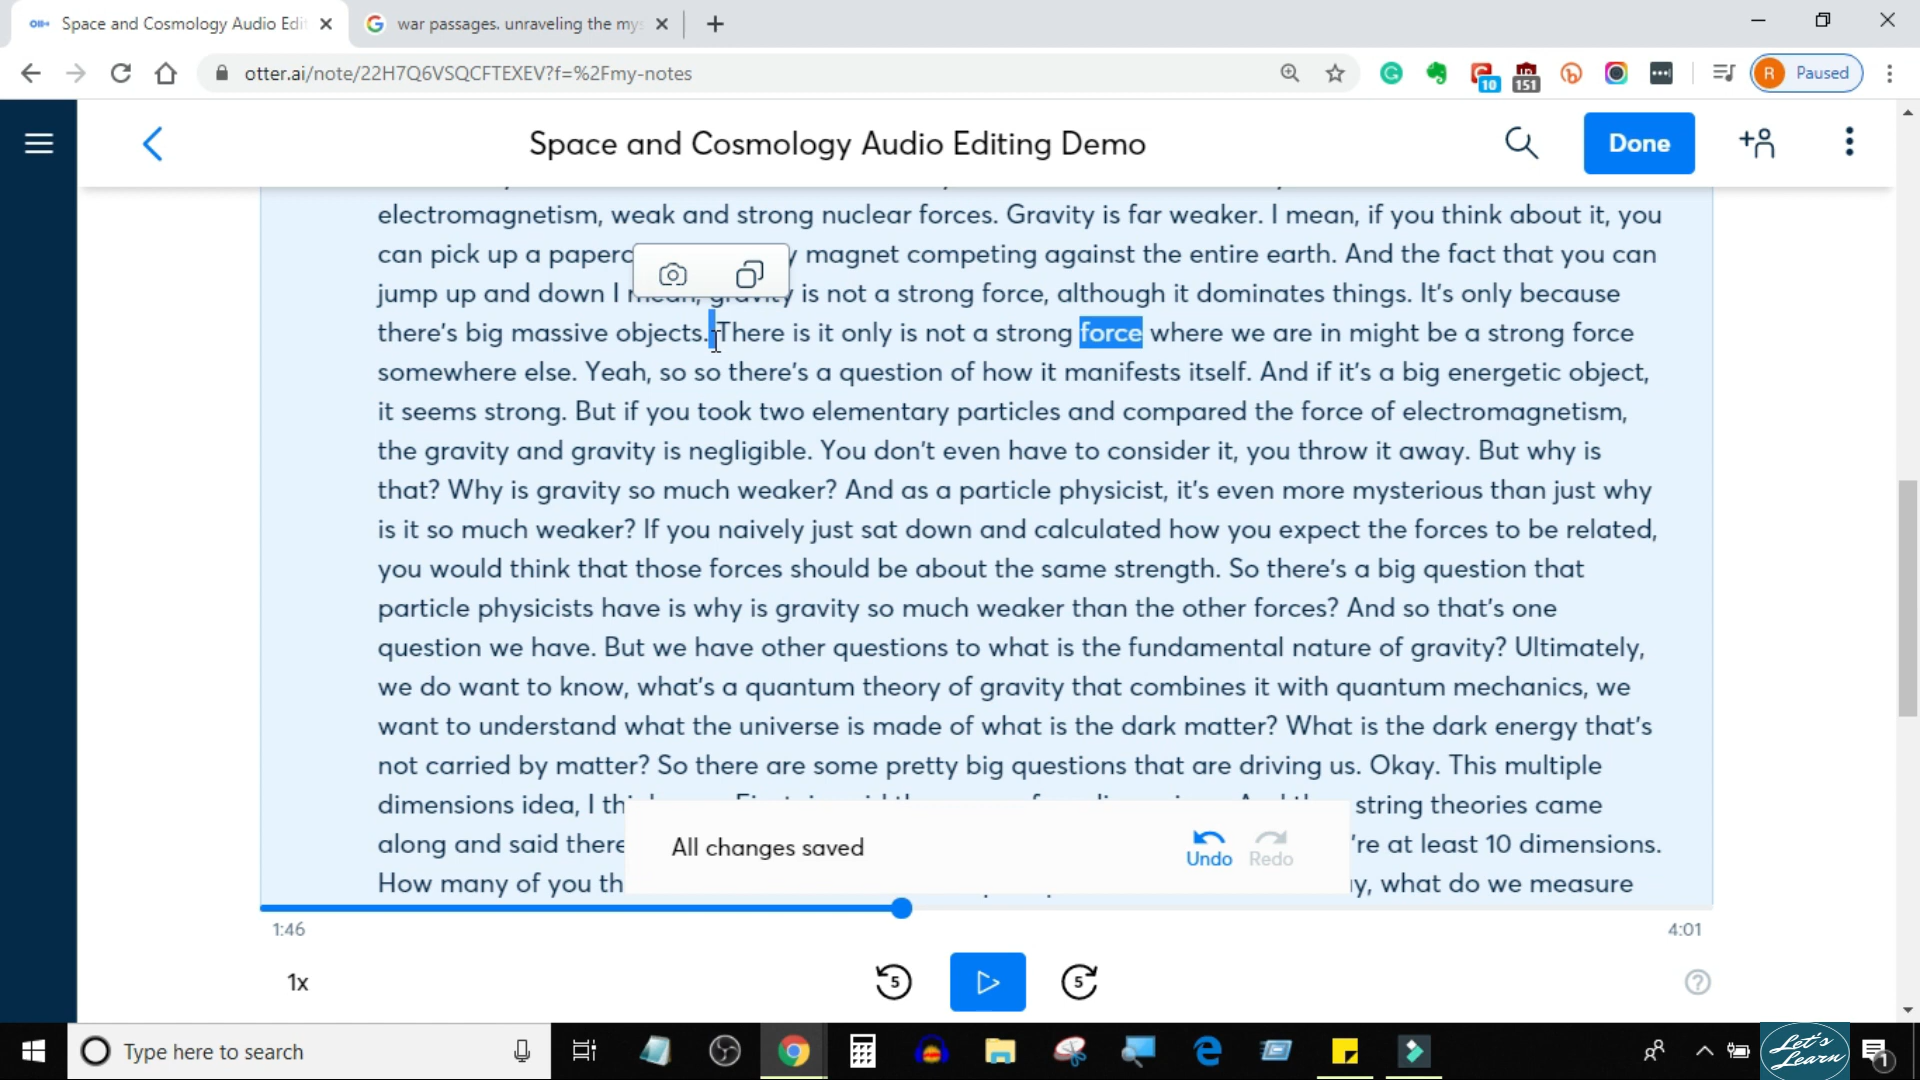 Space and Cosmology Audio Edi
war passages. unraveling the mys
otter.ai/note/22H7Q6VSQCFTEXEV?f=%2Fmy-notes
10
151
R Paused
Space and Cosmology Audio Editing Demo
Done
electromagnetism, weak and strong nuclear forces. Gravity is far weaker. I mean, if you think about it, you
can pick up a paperc y magnet competing against the entire earth. And the fact that you can
jump up and down I mean, gravity is not a strong force, although it dominates things. It's only because
there's big massive objects. There is it only is not a strong force where we are in might be a strong force
somewhere else. Yeah, so so there's a question of how it manifests itself. And if it's a big energetic object,
it seems strong. But if you took two elementary particles and compared the force of electromagnetism,
the gravity and gravity is negligible. You don't even have to consider it, you throw it away. But why is
that? Why is gravity so much weaker? And as a particle physicist, it's even more mysterious than just why
is it so much weaker? If you naively just sat down and calculated how you expect the forces to be related,
you would think that those forces should be about the same strength. So there's a big question that
particle physicists have is why is gravity so much weaker than the other forces? And so that's one
question we have. But we have other questions to what is the fundamental nature of gravity? Ultimately,
we do want to know, what's a quantum theory of gravity that combines it with quantum mechanics, we
want to understand what the universe is made of what is the dark matter? What is the dark energy that's
not carried by matter? So there are some pretty big questions that are driving us. Okay. This multiple
dimensions idea, I string theories came
along and said there 're at least 10 dimensions.
How many of you th y, what do we measure
All changes saved
Undo Redo
1:46 4:01
1x 5 5
Type here to search
Let's Learn
1